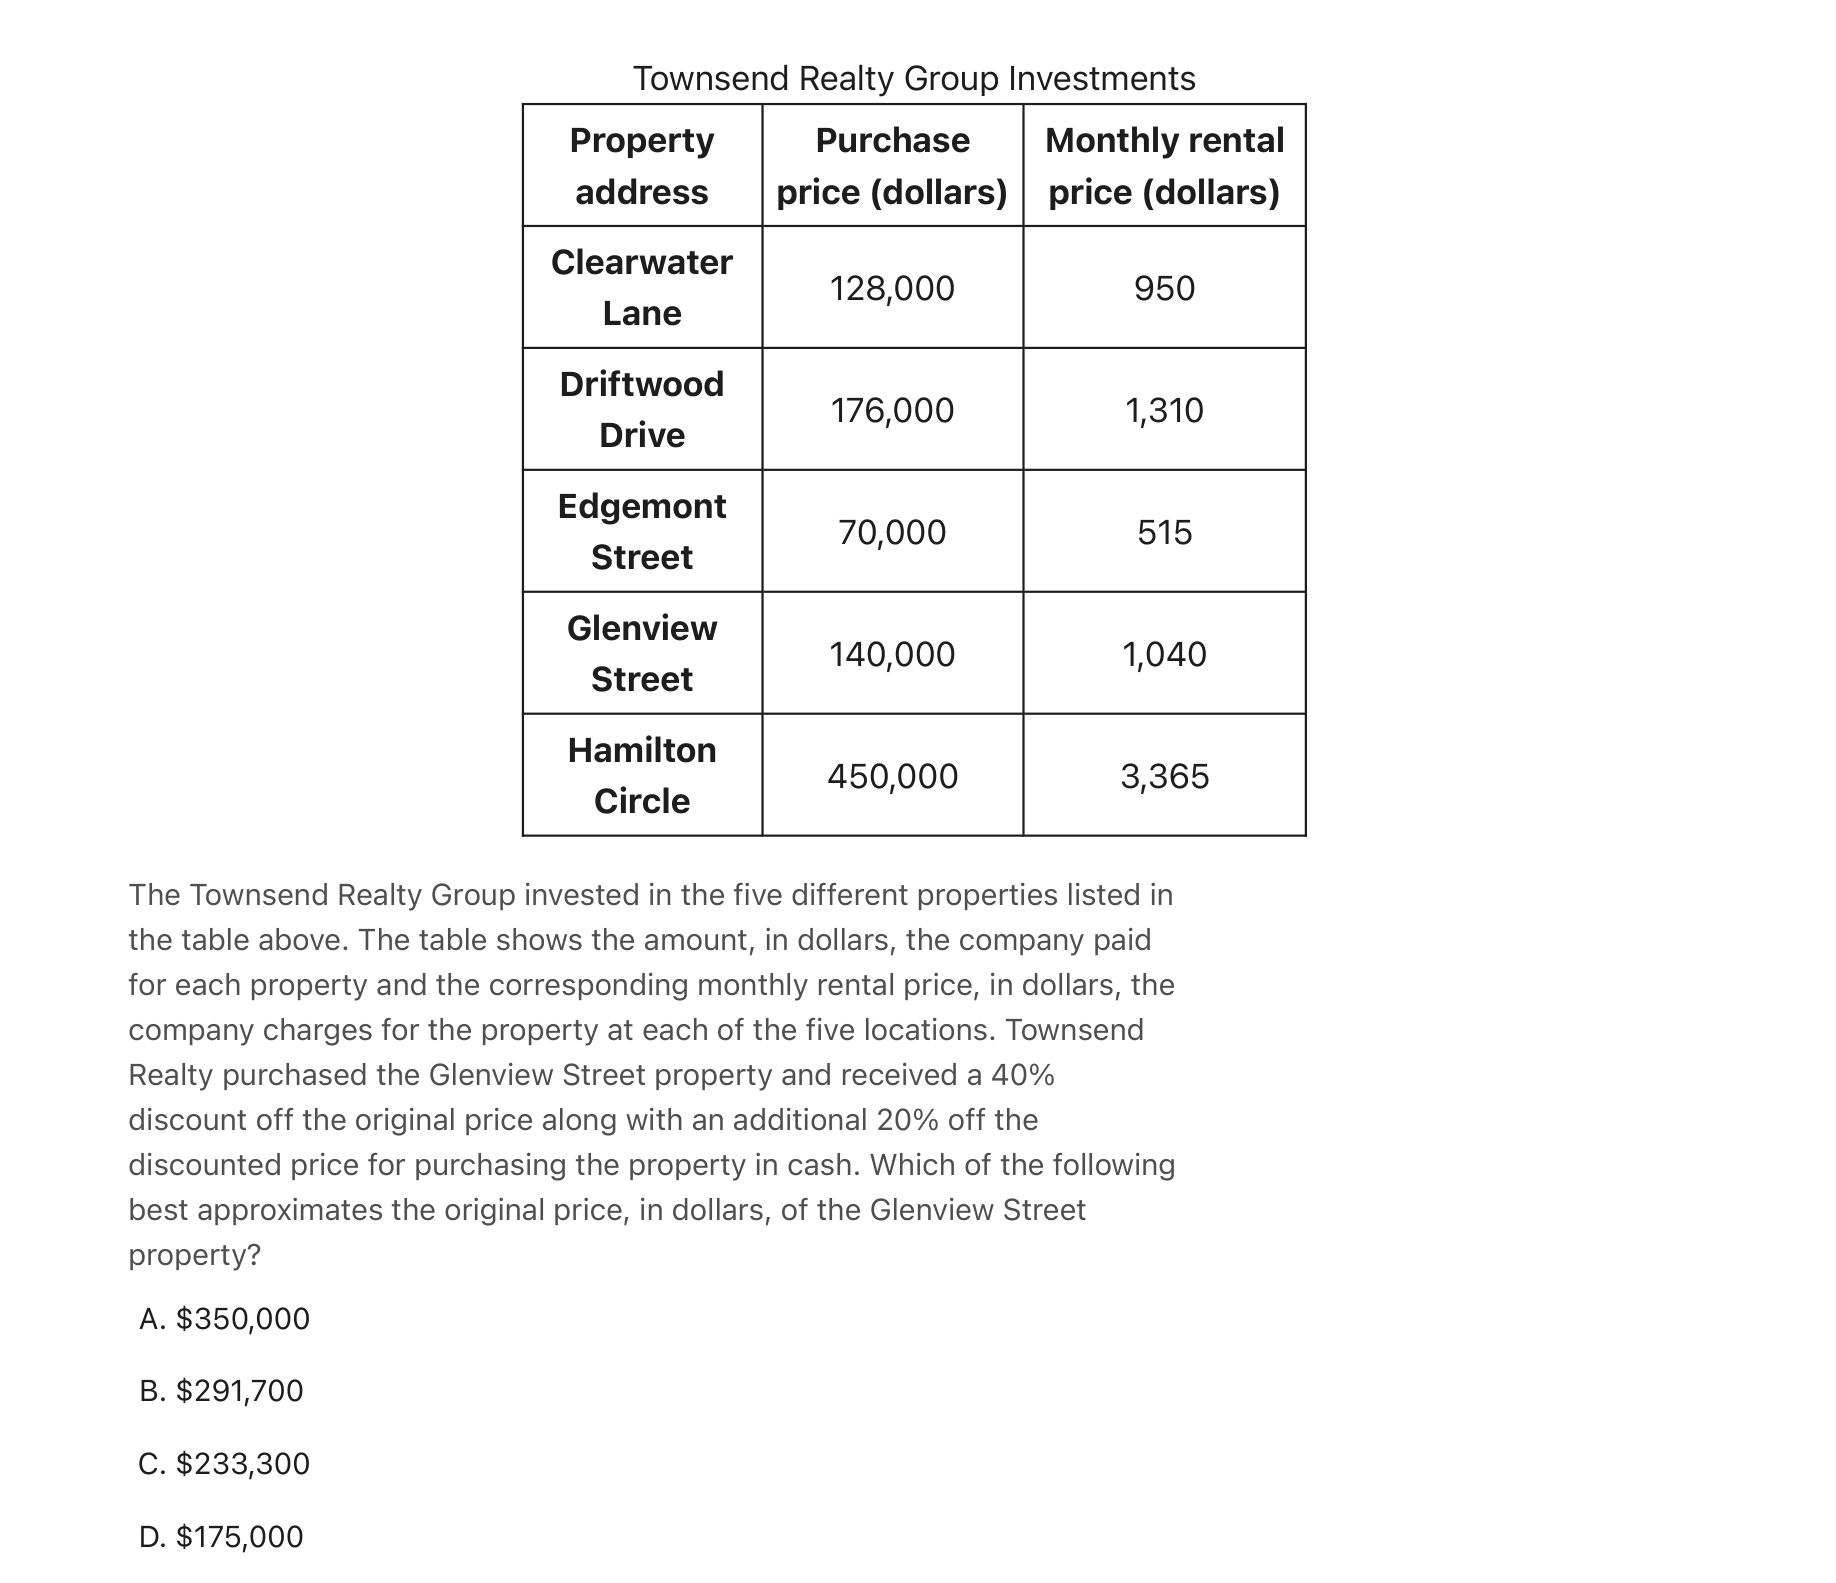 Townsend Realty Group Investments
Property address | Purchase price (dollars) | Monthly rental price (dollars)
Clearwater Lane | 128,000 | 950
Driftwood Drive | 176,000 | 1,310
Edgemont Street | 70,000 | 515
Glenview Street | 140,000 | 1,040
Hamilton Circle | 450,000 | 3,365
The Townsend Realty Group invested in the five different properties listed in
the table above. The table shows the amount, in dollars, the company paid
for each property and the corresponding monthly rental price, in dollars, the
company charges for the property at each of the five locations. Townsend
Realty purchased the Glenview Street property and received a 40%
discount off the original price along with an additional 20% off the
discounted price for purchasing the property in cash. Which of the following
best approximates the original price, in dollars, of the Glenview Street
property?
A. $350,000
B. $291,700
C. $233,300
D. $175,000